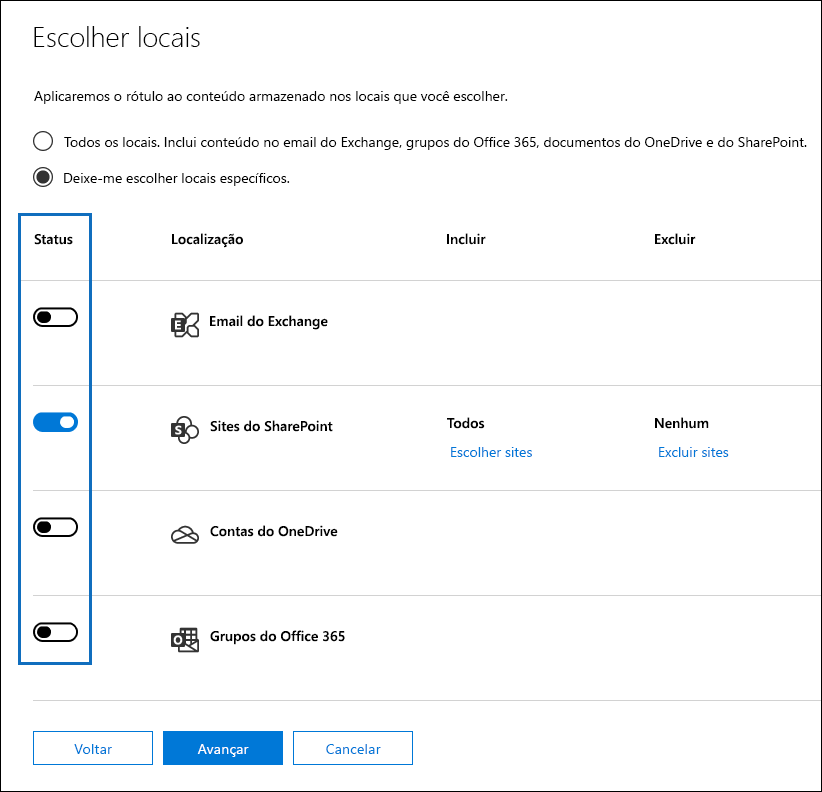 Escolher locais
Aplicaremos o rótulo ao conteúdo armazenado nos locais que você escolher.
Todos os locais. Inclui conteúdo no email do Exchange, grupos do Office 365, documentos do OneDrive e do SharePoint.
Deixe-me escolher locais específicos.
Status Localização Incluir Excluir
Email do Exchange
Sites do SharePoint Todos Nenhum
Escolher sites Excluir sites
Contas do OneDrive
Grupos do Office 365
Voltar Avançar Cancelar